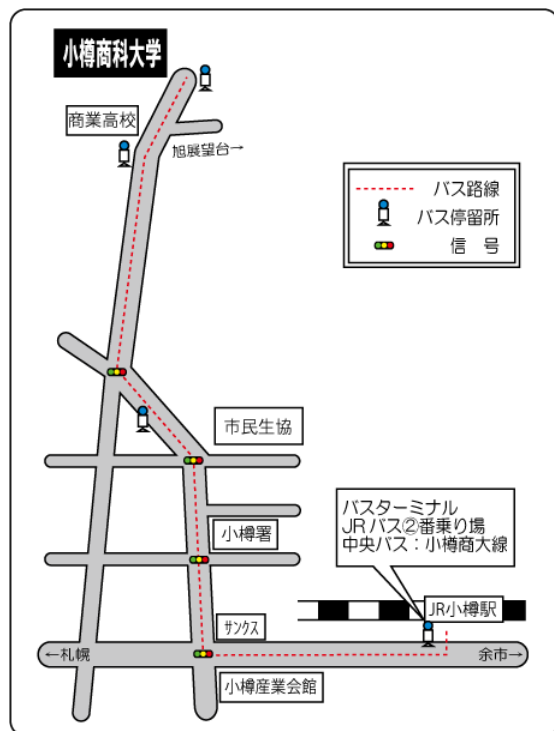 小樽商科大学
商業高校
旭展望台→
バス路線
バス停留所
信 号
市民生協
バスターミナル
JRバス②番乗り場
中央バス：小樽商大線
小樽署
JR小樽駅
サンクス
←札幌
余市→
小樽産業会館